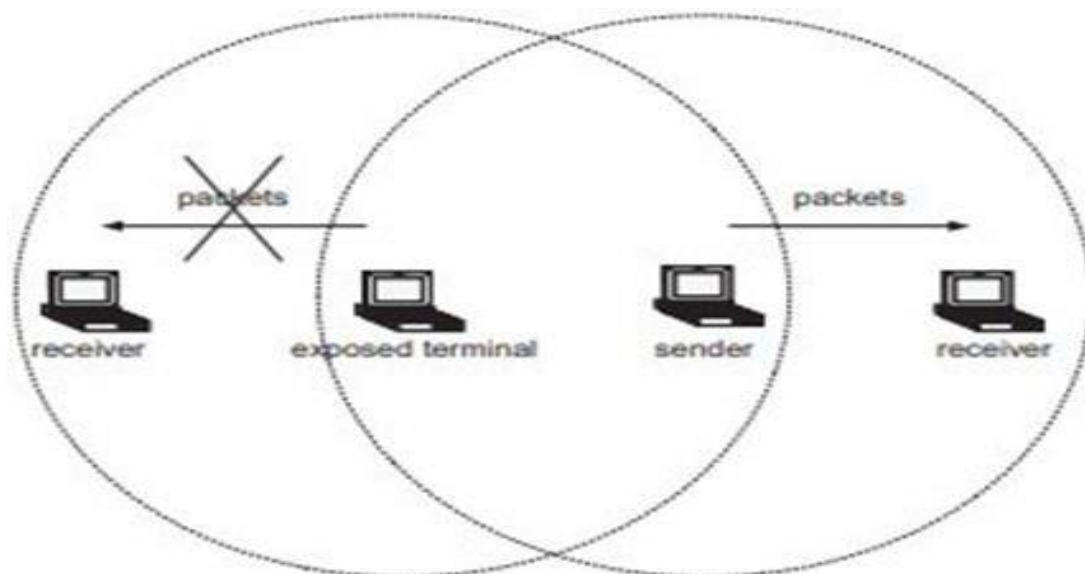 packets
packets
receiver
exposed terminal
sender
receiver